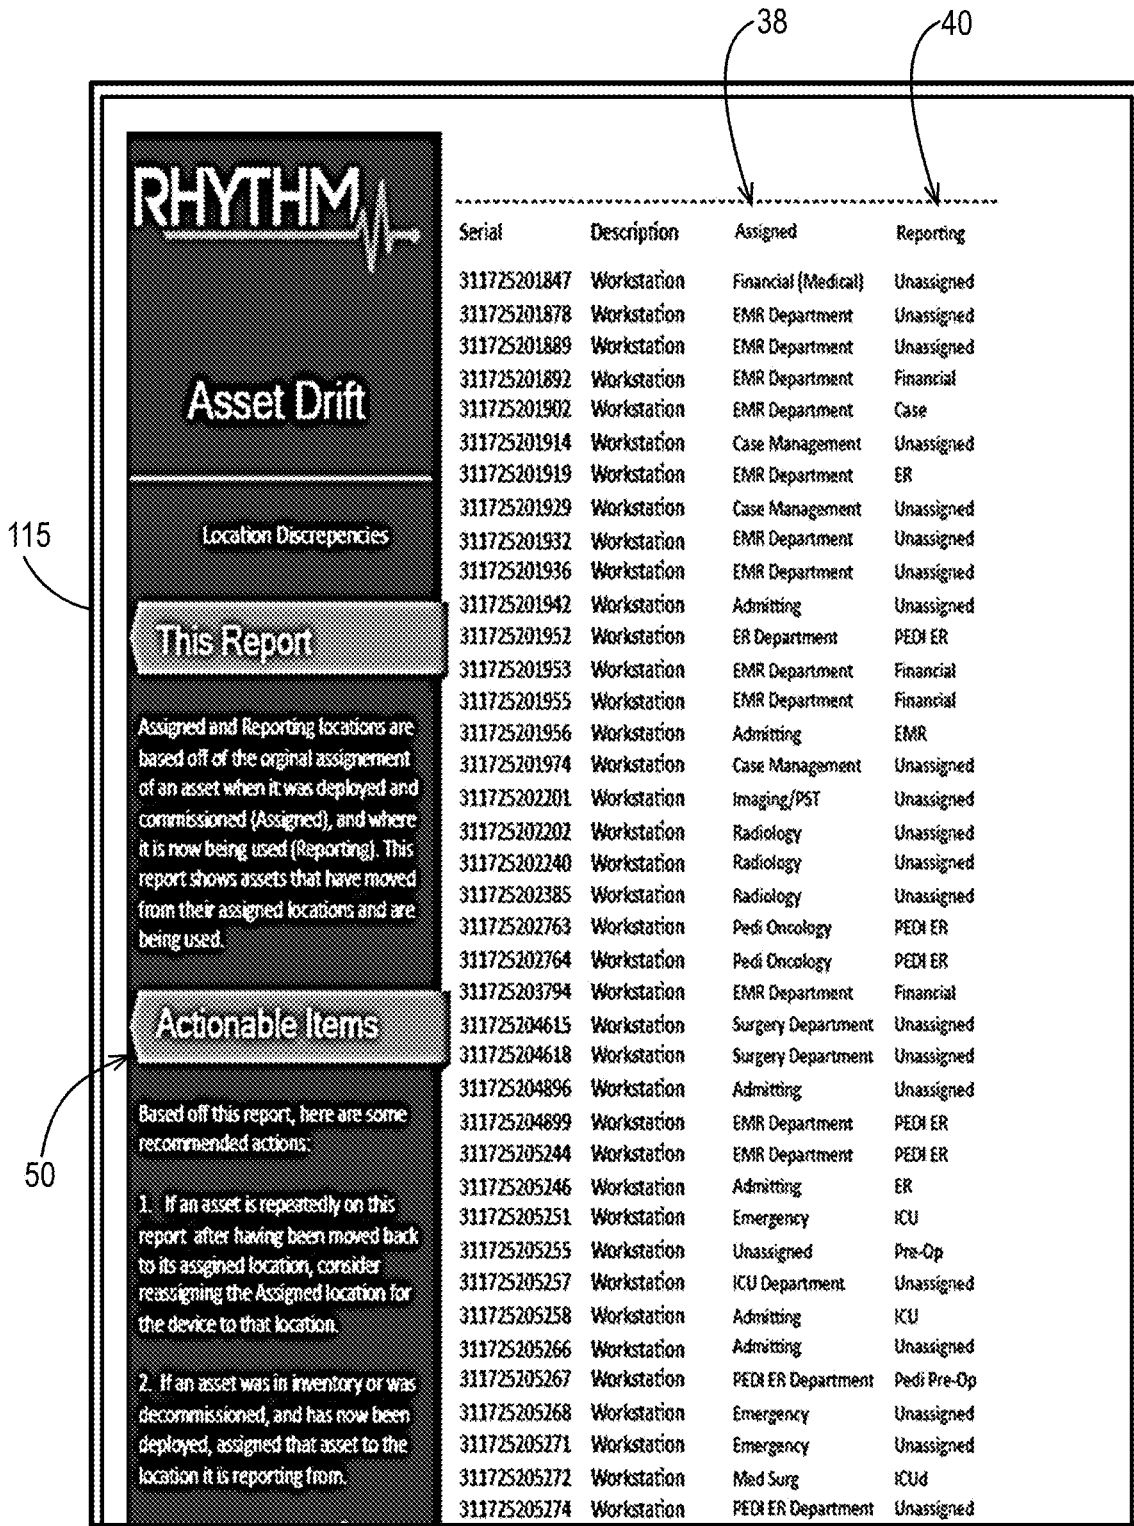 38
40
115
50
RHYTHM
Asset Drift
Location Discrepencies
This Report
Assigned and Reporting locations are
based off of the orginal assignement
of an asset when it was deployed and
commissioned (Assigned), and where
it is now being used (Reporting). This
report shows assets that have moved
from their assigned locations and are
being used.
Actionable Items
Based off this report, here are some
recommended actions:
1. If an asset is repeatedly on this
report after having been moved back
to its assgined location, consider
reassigning the Assigned location for
the device to that location.
2. If an asset was in inventory or was
decommissioned, and has now been
deployed, assigned that asset to the
location it is reporting from.
Serial Description Assigned Reporting
311725201847 Workstation Financial (Medical) Unassigned
311725201878 Workstation EMR Department Unassigned
311725201889 Workstation EMR Department Unassigned
311725201892 Workstation EMR Department Financial
311725201902 Workstation EMR Department Case
311725201914 Workstation Case Management Unassigned
311725201919 Workstation EMR Department ER
311725201929 Workstation Case Management Unassigned
311725201932 Workstation EMR Department Unassigned
311725201936 Workstation EMR Department Unassigned
311725201942 Workstation Admitting Unassigned
311725201952 Workstation ER Department PEDI ER
311725201953 Workstation EMR Department Financial
311725201955 Workstation EMR Department Financial
311725201956 Workstation Admitting EMR
311725201974 Workstation Case Management Unassigned
311725202201 Workstation Imaging/PST Unassigned
311725202202 Workstation Radiology Unassigned
311725202240 Workstation Radiology Unassigned
311725202385 Workstation Radiology Unassigned
311725202763 Workstation Pedi Oncology PEDI ER
311725202764 Workstation Pedi Oncology PEDI ER
311725203794 Workstation EMR Department Financial
311725204615 Workstation Surgery Department Unassigned
311725204618 Workstation Surgery Department Unassigned
311725204896 Workstation Admitting Unassigned
311725204899 Workstation EMR Department PEDI ER
311725205244 Workstation EMR Department PEDI ER
311725205246 Workstation Admitting ER
311725205251 Workstation Emergency ICU
311725205255 Workstation Unassigned Pre-Op
311725205257 Workstation ICU Department Unassigned
311725205258 Workstation Admitting ICU
311725205266 Workstation Admitting Unassigned
311725205267 Workstation PEDI ER Department Pedi Pre-Op
311725205268 Workstation Emergency Unassigned
311725205271 Workstation Emergency Unassigned
311725205272 Workstation Med Surg ICUd
311725205274 Workstation PEDI ER Department Unassigned